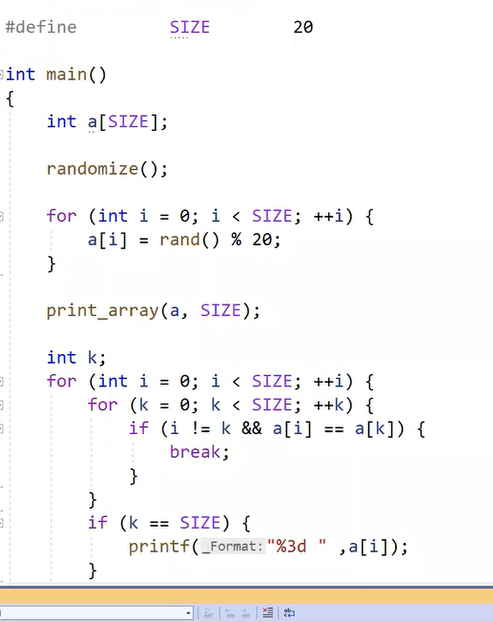 #define SIZE 20
int main()
{
int a[SIZE];
randomize();
for (int i = 0; i < SIZE; ++i) {
a[i] = rand() % 20;
}
print_array(a, SIZE);
int k;
for (int i = 0; i < SIZE; ++i) {
for (k = 0; k < SIZE; ++k) {
if (i != k && a[i] == a[k]) {
break;
}
}
if (k == SIZE) {
printf(_Format:"%3d " ,a[i]);
}